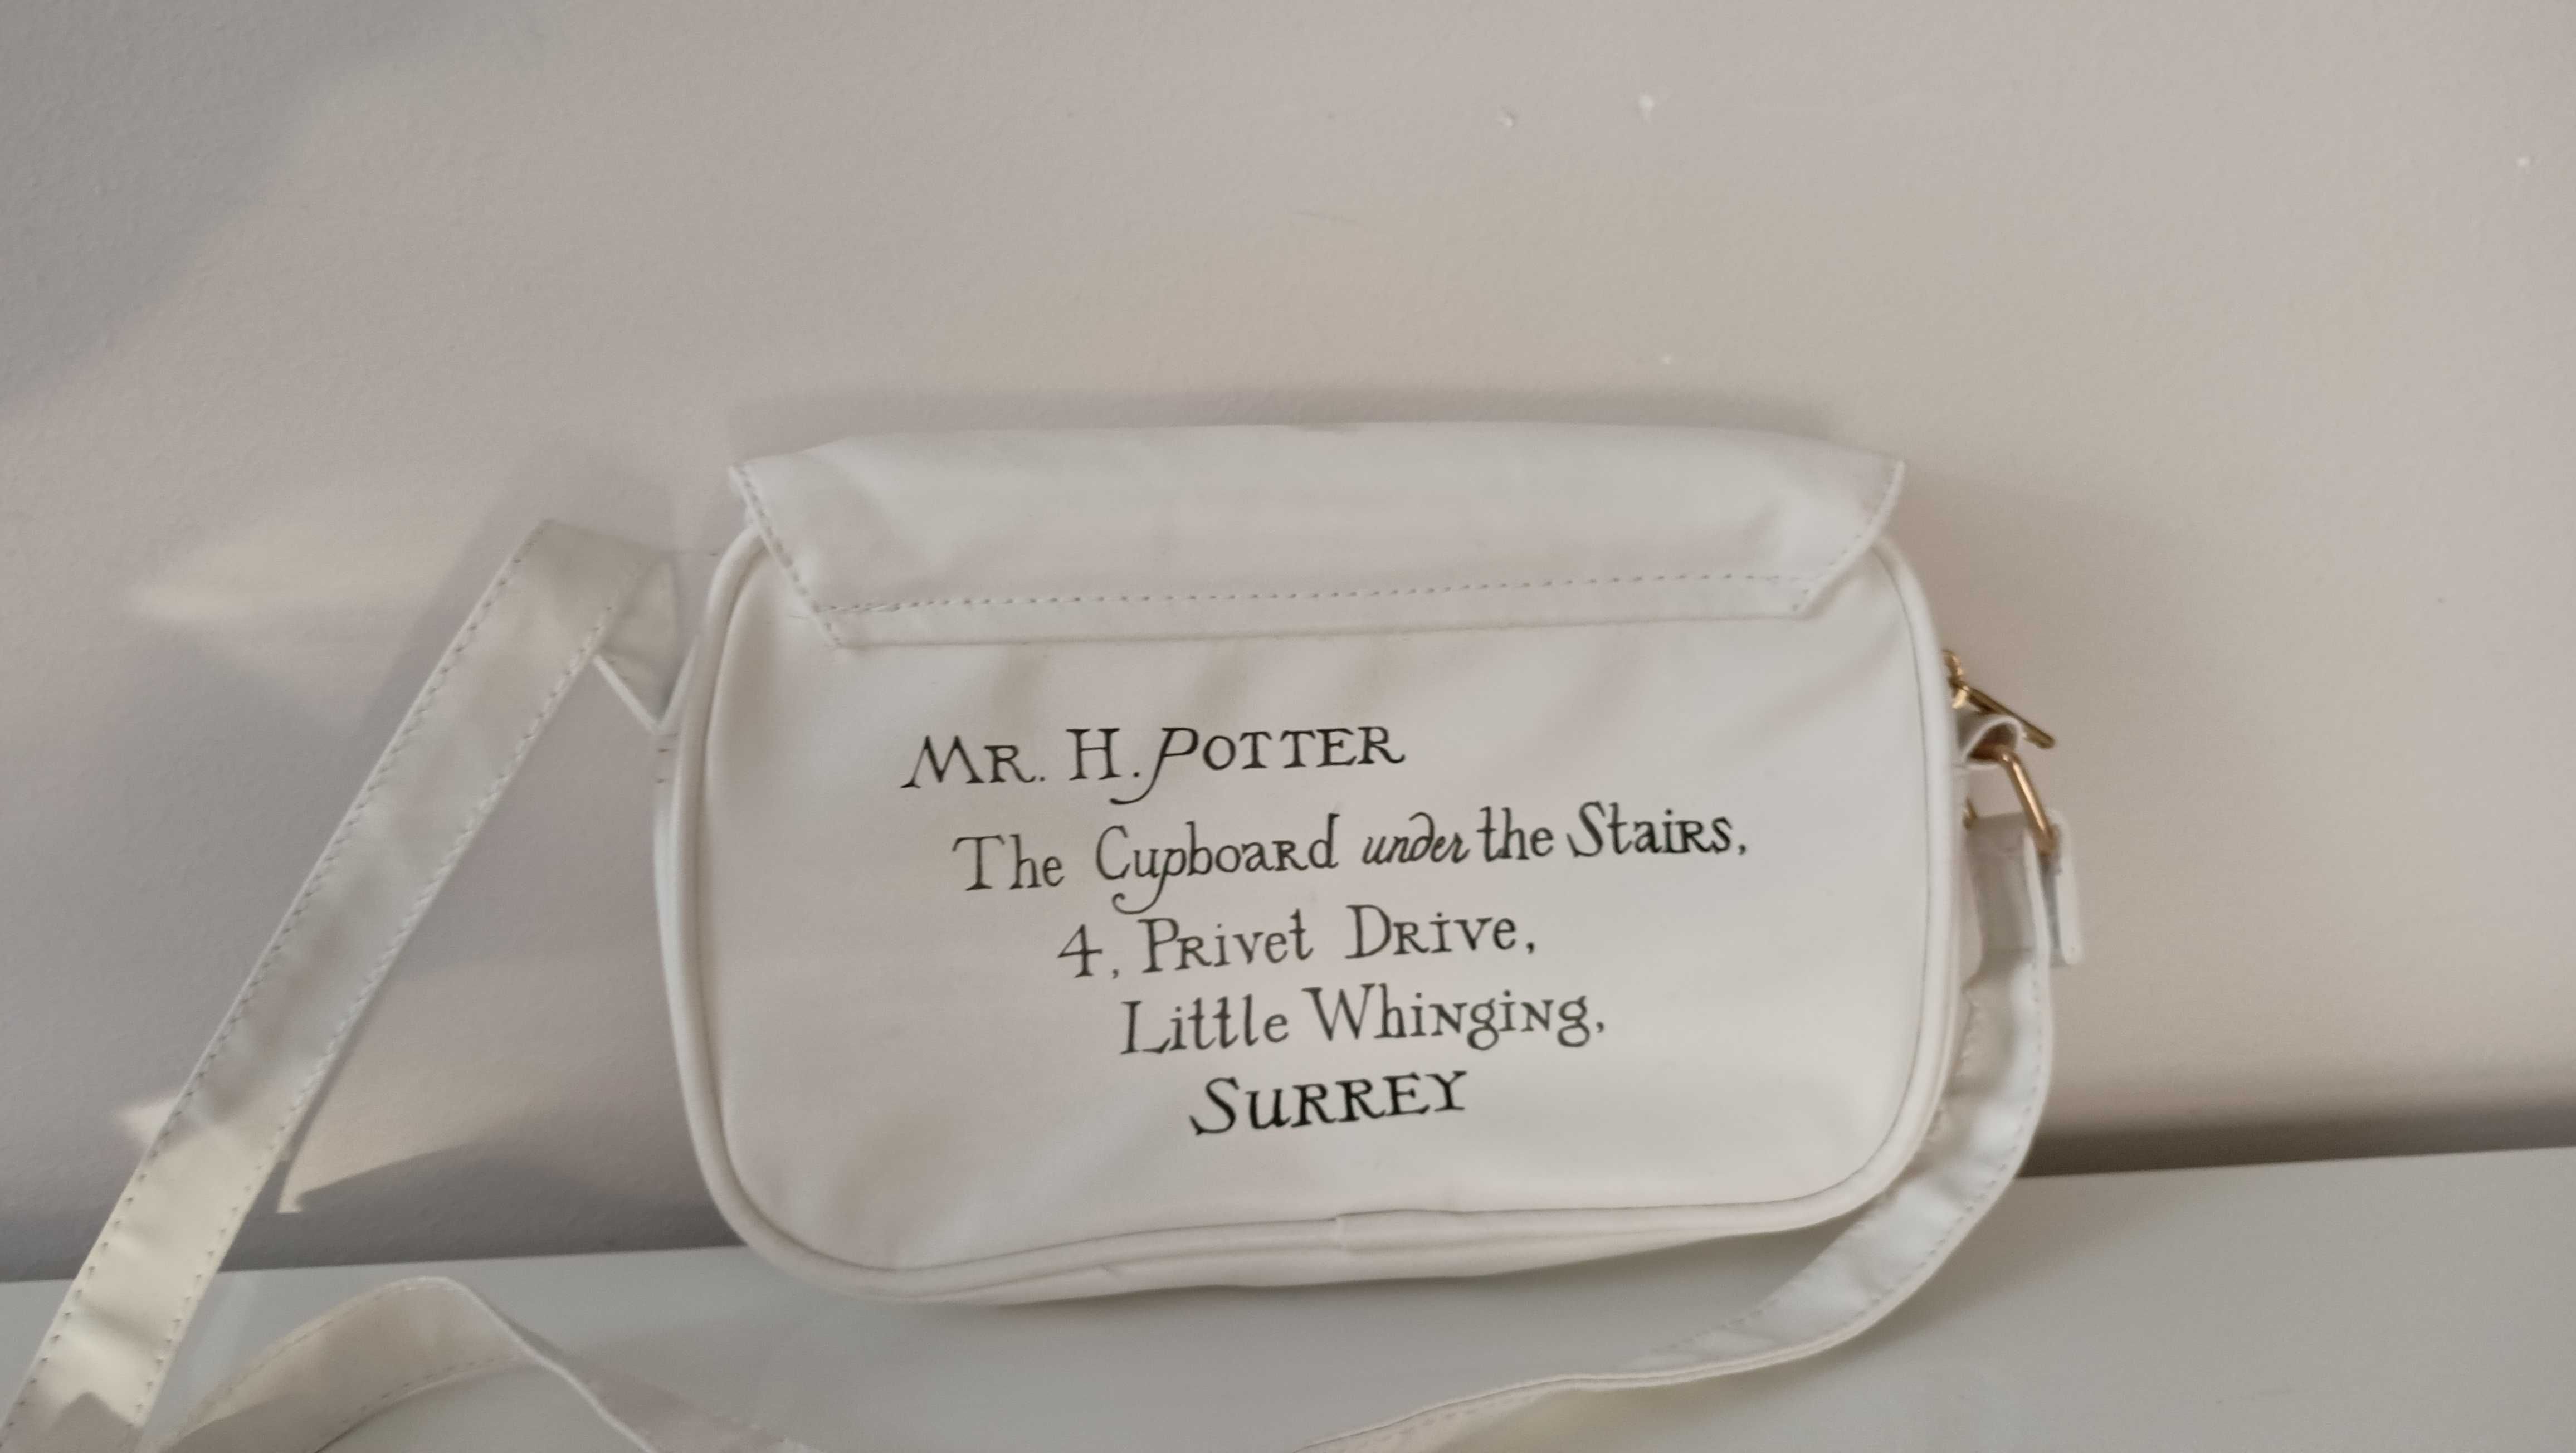 MR. H. POTTER
The Cupboard under the Stairs,
4, Privet Drive,
Little Whinging,
SURREY